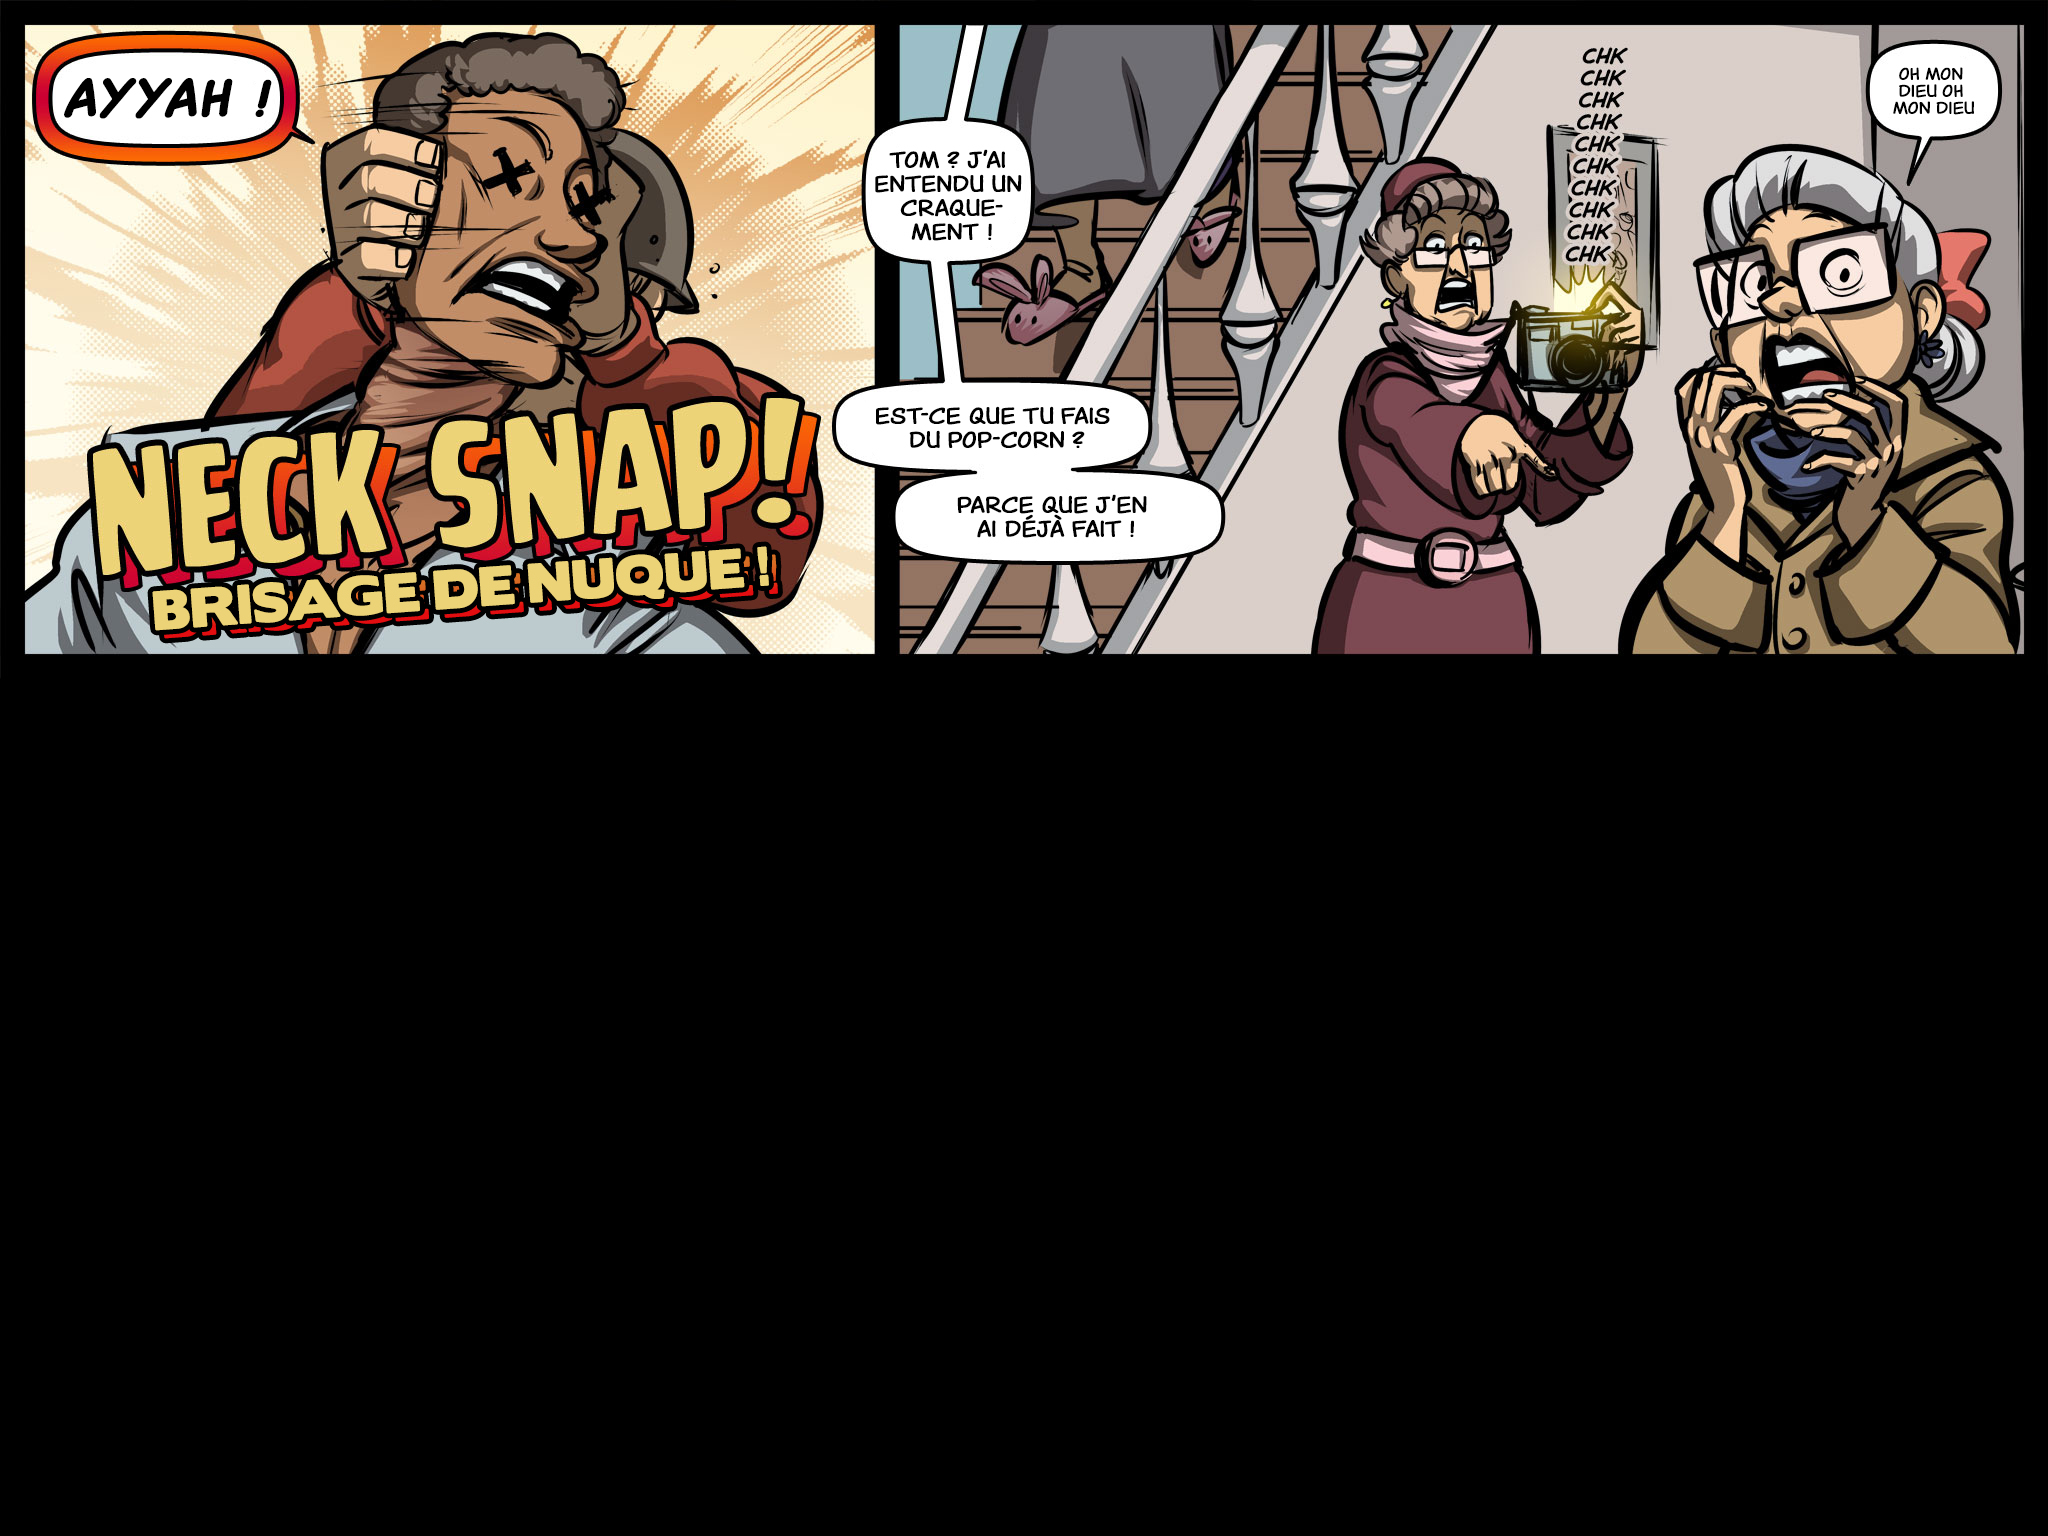 AYYAH !
NECK SNAP!
BRISAGE DE NUQUE !
TOM ? J'AI
ENTENDU UN
CRAQUE-
MENT !
EST-CE QUE TU FAIS
DU POP-CORN ?
PARCE QUE J'EN
AI DÉJÀ FAIT !
CHK
CHK
CHK
CHK
CHK
CHK
CHK
CHK
CHK
CHK
OH MON
DIEU OH
MON DIEU